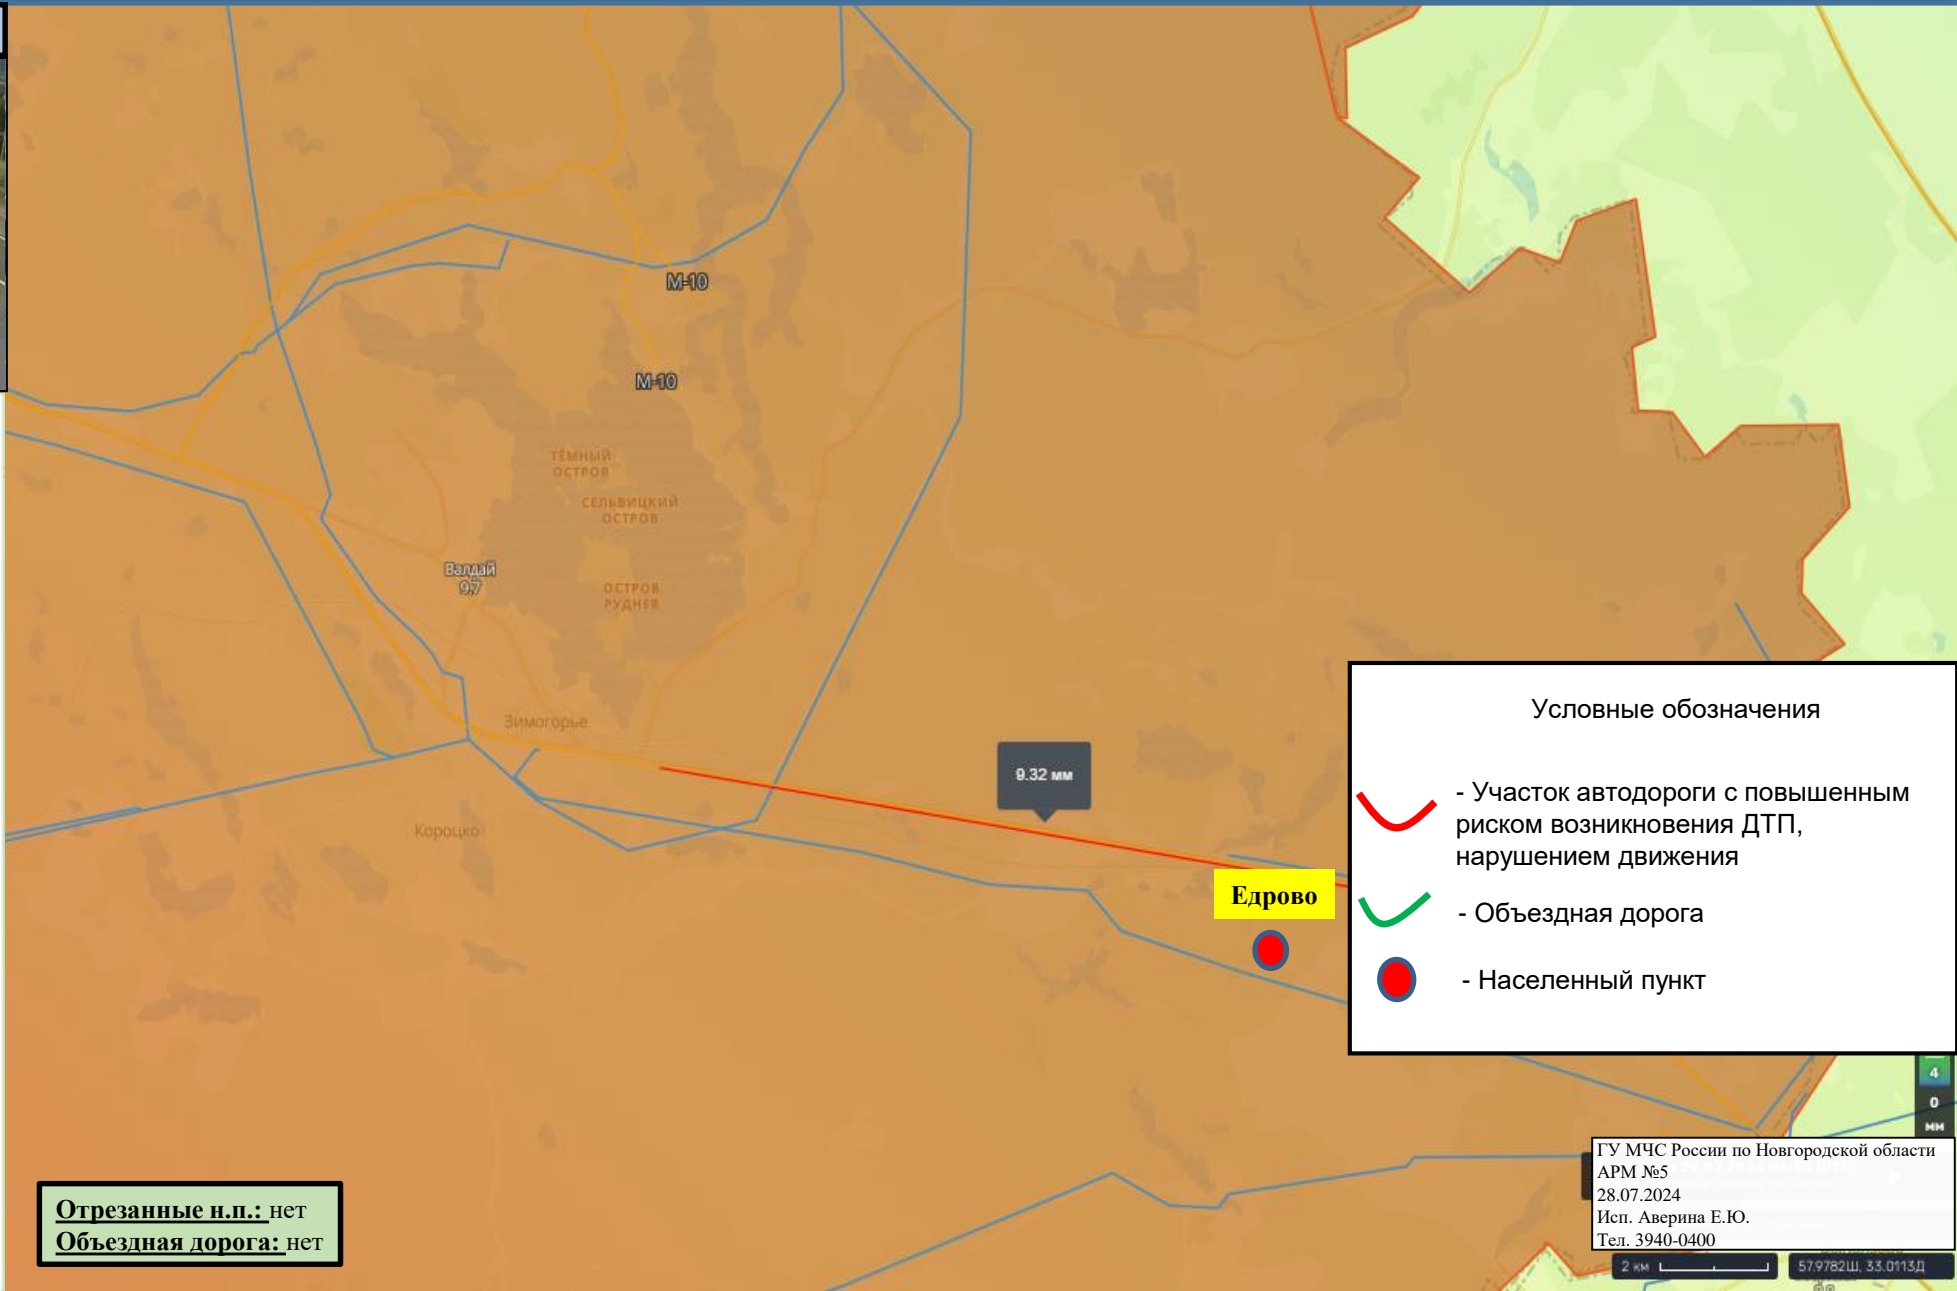 М-10
М-10
ТЁМНЫЙ
ОСТРОВ
СЕЛЬВИЦКИЙ
ОСТРОВ
Валдай
9.7
ОСТРОВ
РУДНЕВ
Зимогорье
9.32 мм
Короцко
Едрово
Условные обозначения
- Участок автодороги с повышенным
риском возникновения ДТП,
нарушением движения
- Объездная дорога
- Населенный пункт
4
0
мм
ГУ МЧС России по Новгородской области
АРМ №5
28.07.2024
Исп. Аверина Е.Ю.
Тел. 3940-0400
Отрезанные н.п.: нет
Объездная дорога: нет
2 км
57.9782Ш, 33.0113Д